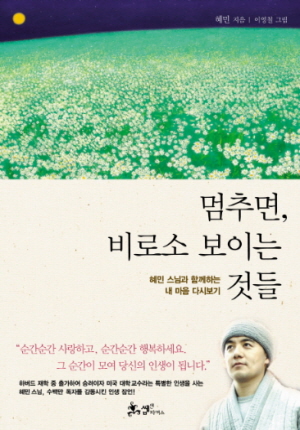 혜민 지음 | 이영철 그림
멈추면,
비로소 보이는
것들
혜민 스님과 함께하는
내 마음 다시보기
“순간순간 사랑하고, 순간순간 행복하세요.
그 순간이 모여 당신의 인생이 됩니다.”
하버드 재학 중 출가하여 승려이자 미국 대학교수라는 특별한 인생을 사는
혜민 스님, 수백만 독자를 감동시킨 인생 잠언!
쌤앤파커스